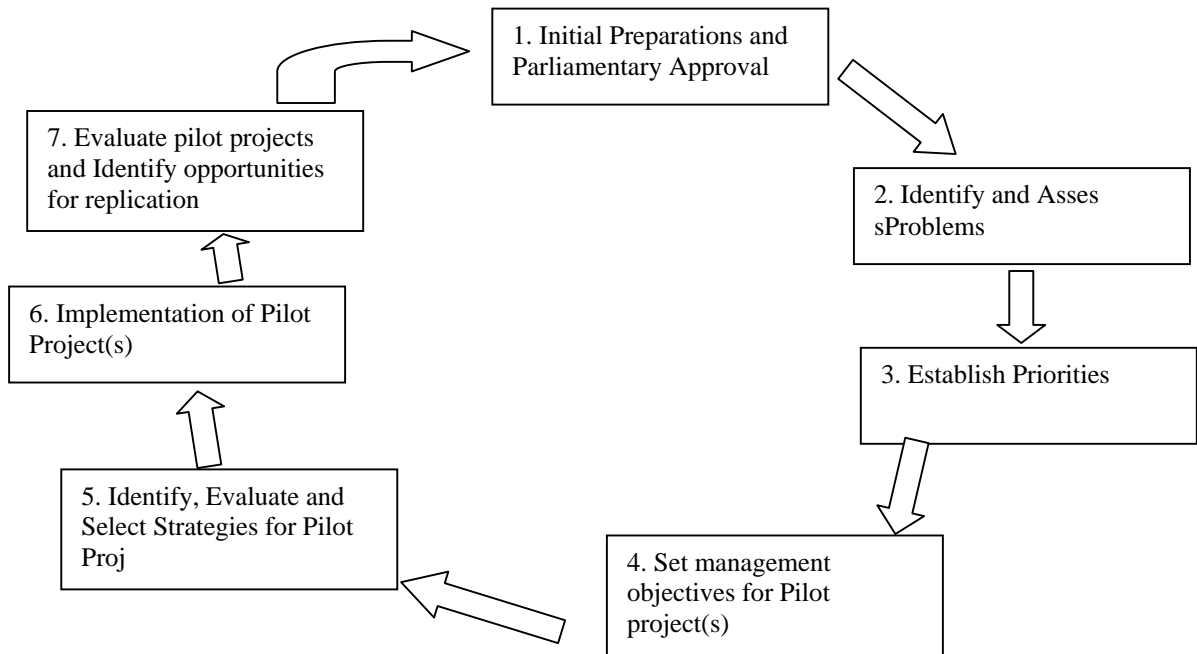 1. Initial Preparations and
Parliamentary Approval
2. Identify and Asses
sProblems
3. Establish Priorities
4. Set management
objectives for Pilot
project(s)
5. Identify, Evaluate and
Select Strategies for Pilot
Proj
6. Implementation of Pilot
Project(s)
7. Evaluate pilot projects
and Identify opportunities
for replication